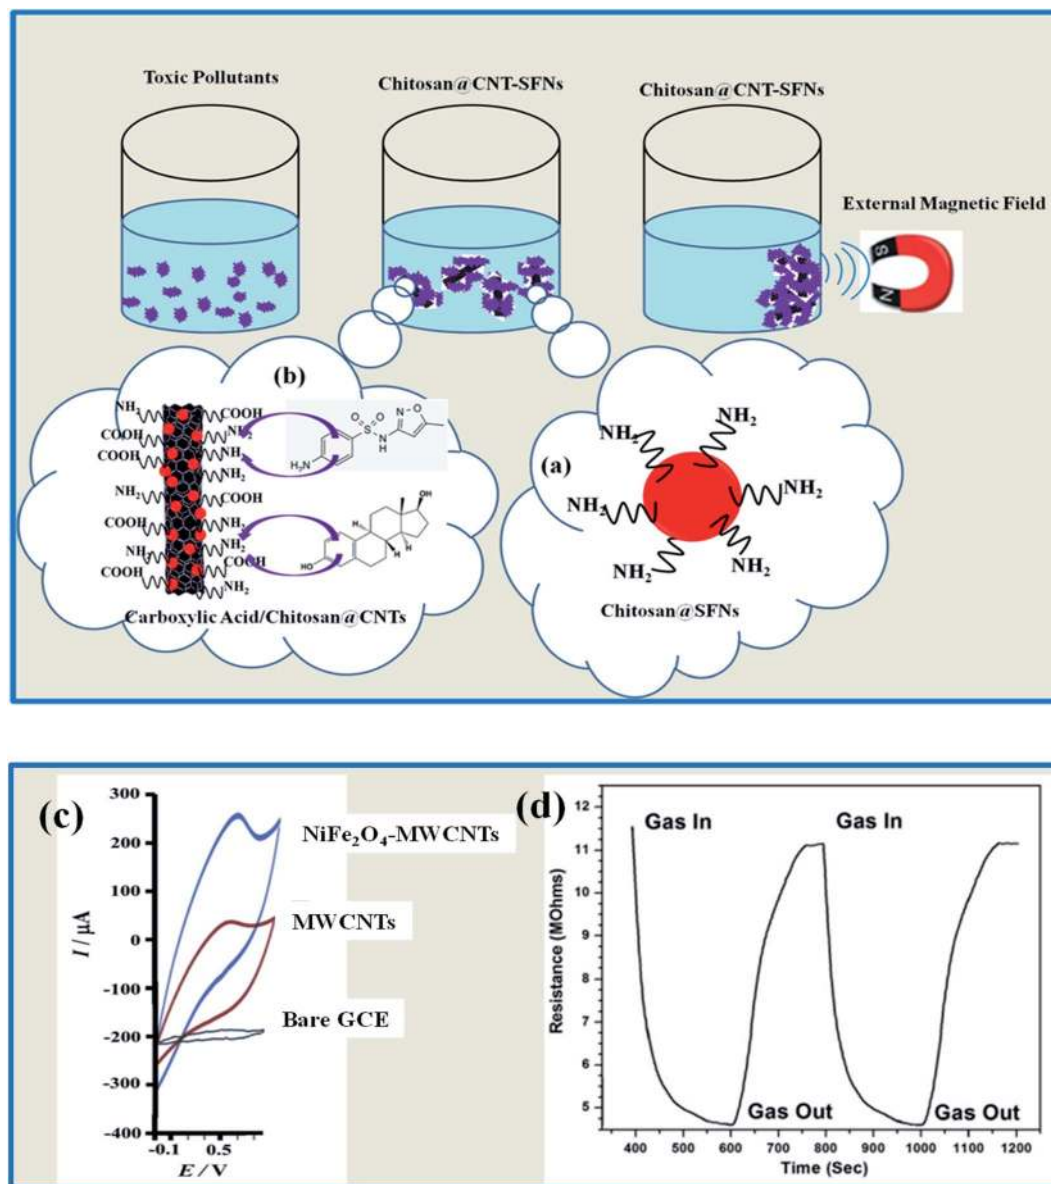 Toxic Pollutants
Chitosan@CNT-SFNs
Chitosan@CNT-SFNs
External Magnetic Field
S
N
(b)
NH₂
COOH
COOH
NH₂
COOH
NH₂
NH₂
NH₂
COOH
COOH
NH₂
NH₂
NH₂
COOH
COOH
NH₂
O
O
S
N
H
N
O
H₂N
OH
H
H
H
HO
Carboxylic Acid/Chitosan@CNTs
(a)
NH₂
NH₂
NH₂
NH₂
NH₂
NH₂
Chitosan@SFNs
(c)
300
200
100
0
-100
-200
-300
-400
I / µA
-0.1
0.5
E / V
NiFe₂O₄-MWCNTs
MWCNTs
Bare GCE
(d)
12
11
10
9
8
7
6
5
Resistance (MOhms)
Gas In
Gas In
Gas Out
Gas Out
400
500
600
700
800
900
1000
1100
1200
Time (Sec)